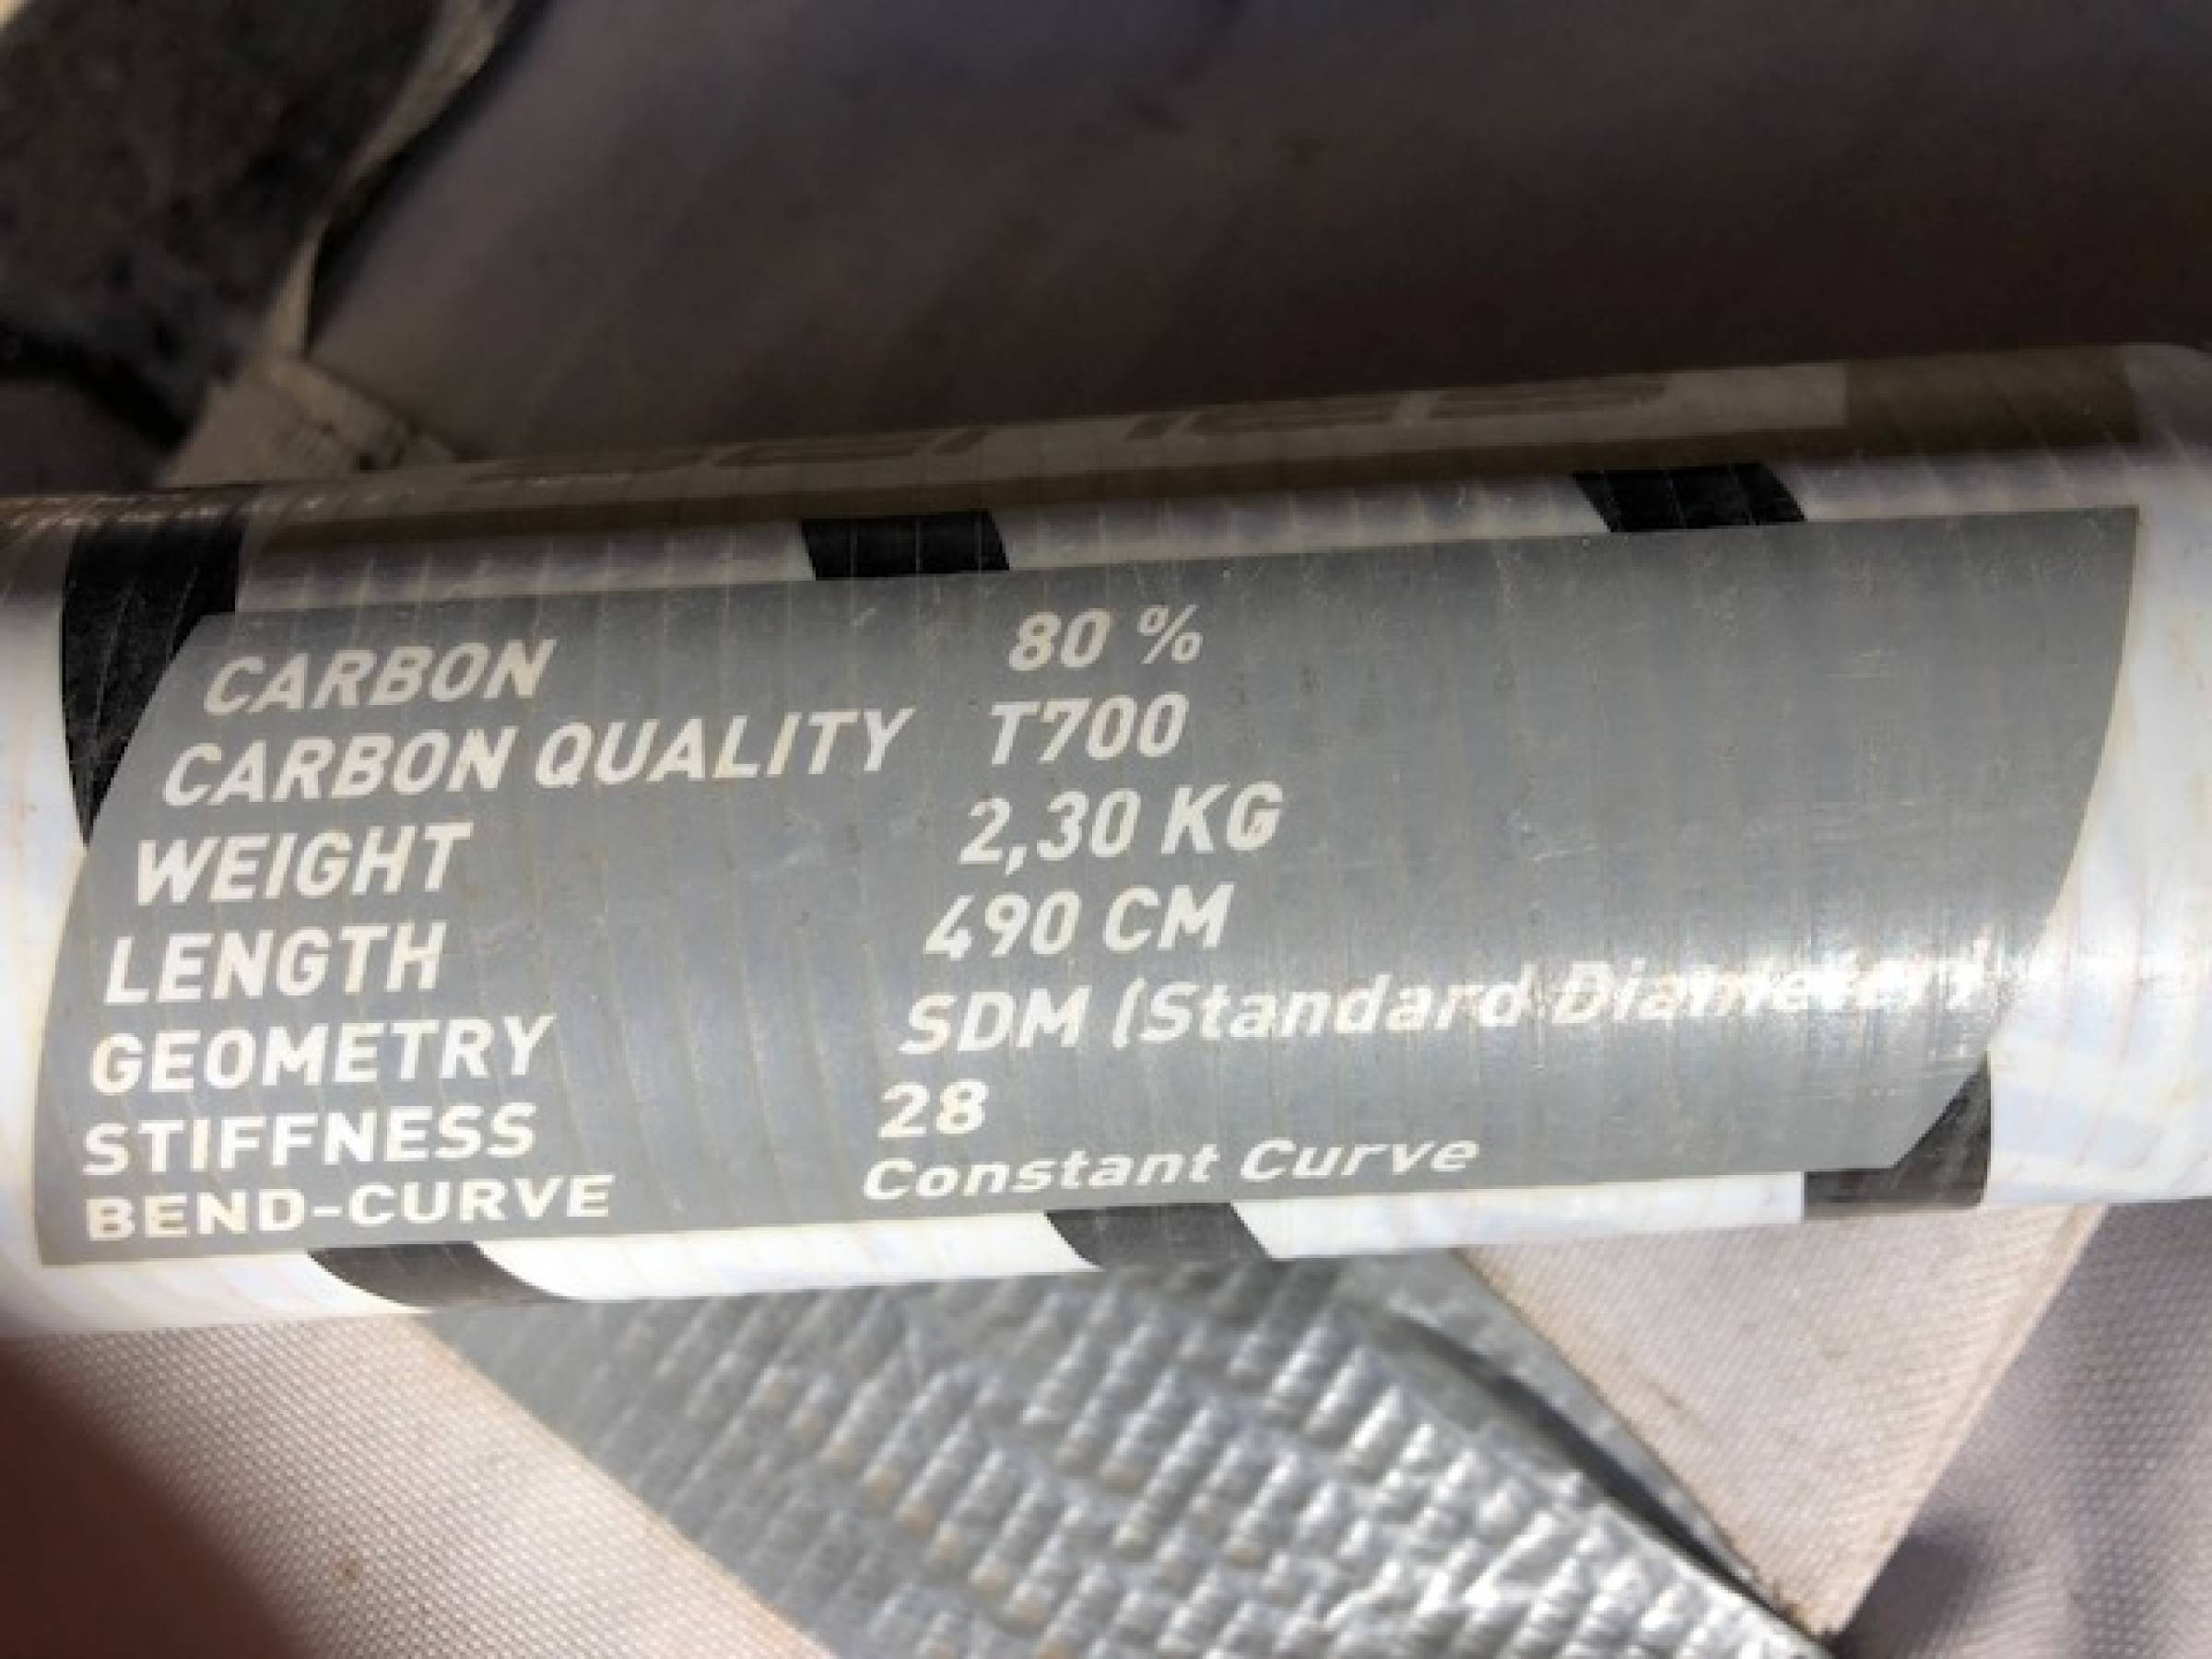 CARBON 80 %
CARBON QUALITY T700
WEIGHT 2,30 KG
LENGTH 490 CM
GEOMETRY SDM (Standard Diameter)
STIFFNESS 28
BEND-CURVE Constant Curve